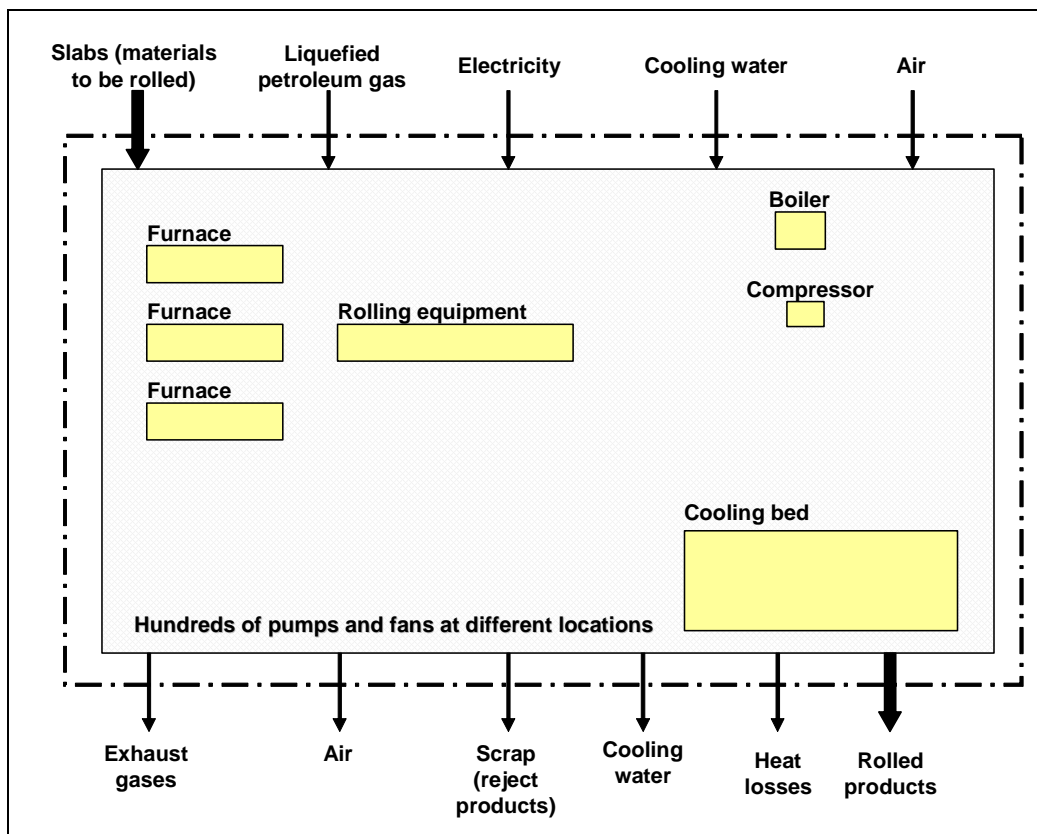 Slabs (materials
to be rolled)
Liquefied
petroleum gas
Electricity
Cooling water
Air
Boiler
Furnace
Compressor
Furnace
Rolling equipment
Furnace
Cooling bed
Hundreds of pumps and fans at different locations
Exhaust
gases
Air
Scrap
(reject
products)
Cooling
water
Heat
losses
Rolled
products